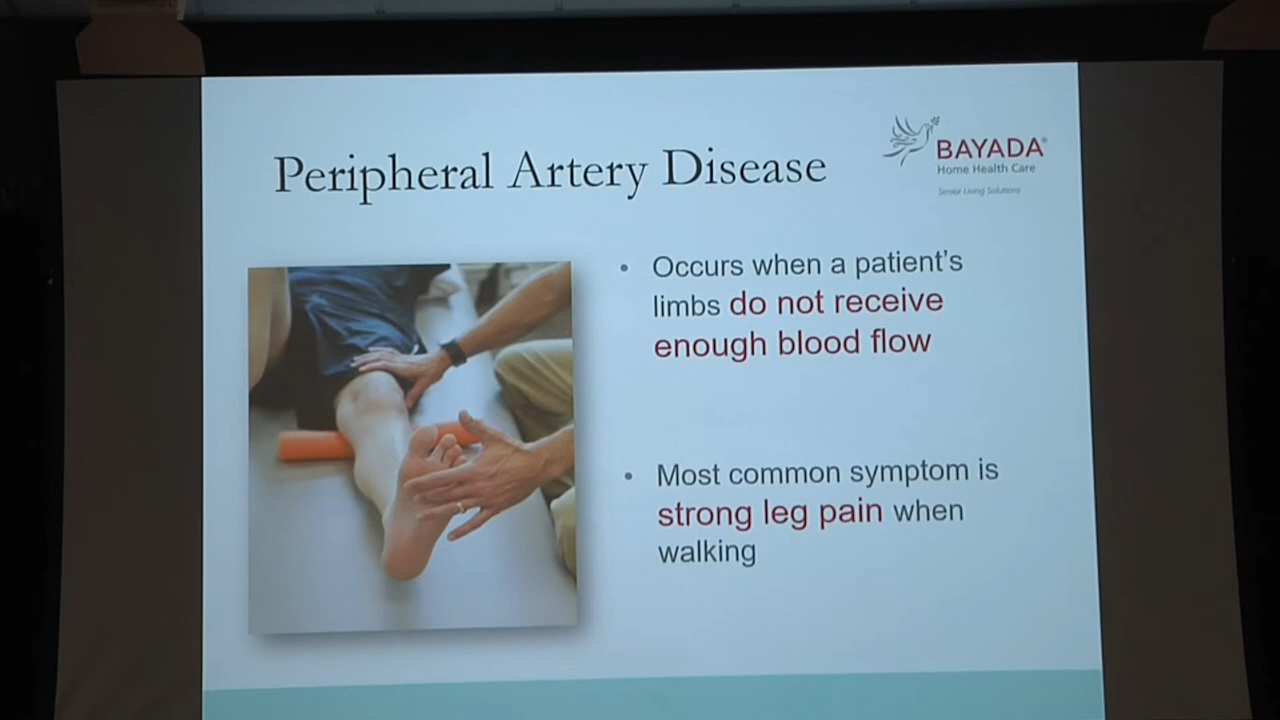 Peripheral Artery Disease
BAYADA®
Home Health Care
Senior Living Solutions
• Occurs when a patient's
limbs do not receive
enough blood flow
• Most common symptom is
strong leg pain when
walking